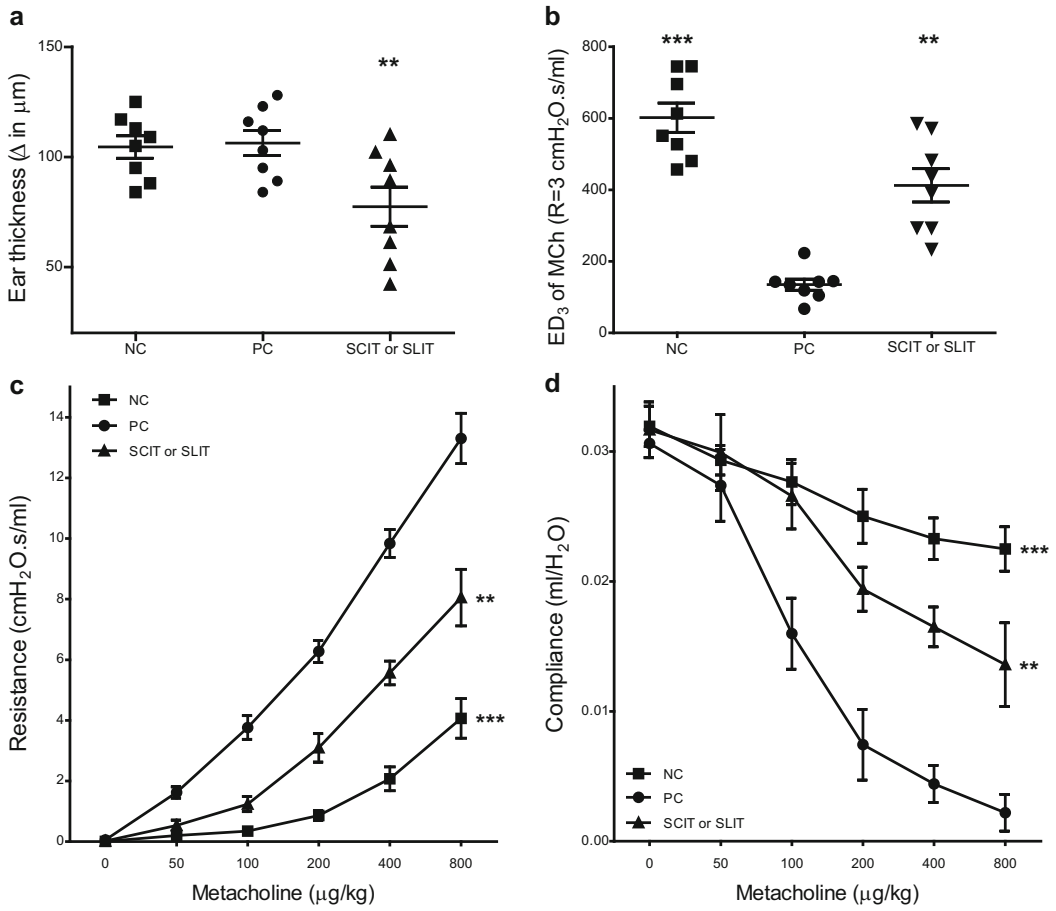 a
Ear thickness (Δ in μm)
150
100
50
**
NC
PC
SCIT or SLIT
b
ED3 of MCh (R=3 cmH2O.s/ml)
800
600
400
200
0
***
**
NC
PC
SCIT or SLIT
c
Resistance (cmH2O.s/ml)
14
12
10
8
6
4
2
0
NC
PC
SCIT or SLIT
**
***
0
50
100
200
400
800
Metacholine (μg/kg)
d
Compliance (ml/H2O)
0.03
0.02
0.01
0.00
***
**
NC
PC
SCIT or SLIT
0
50
100
200
400
800
Metacholine (μg/kg)